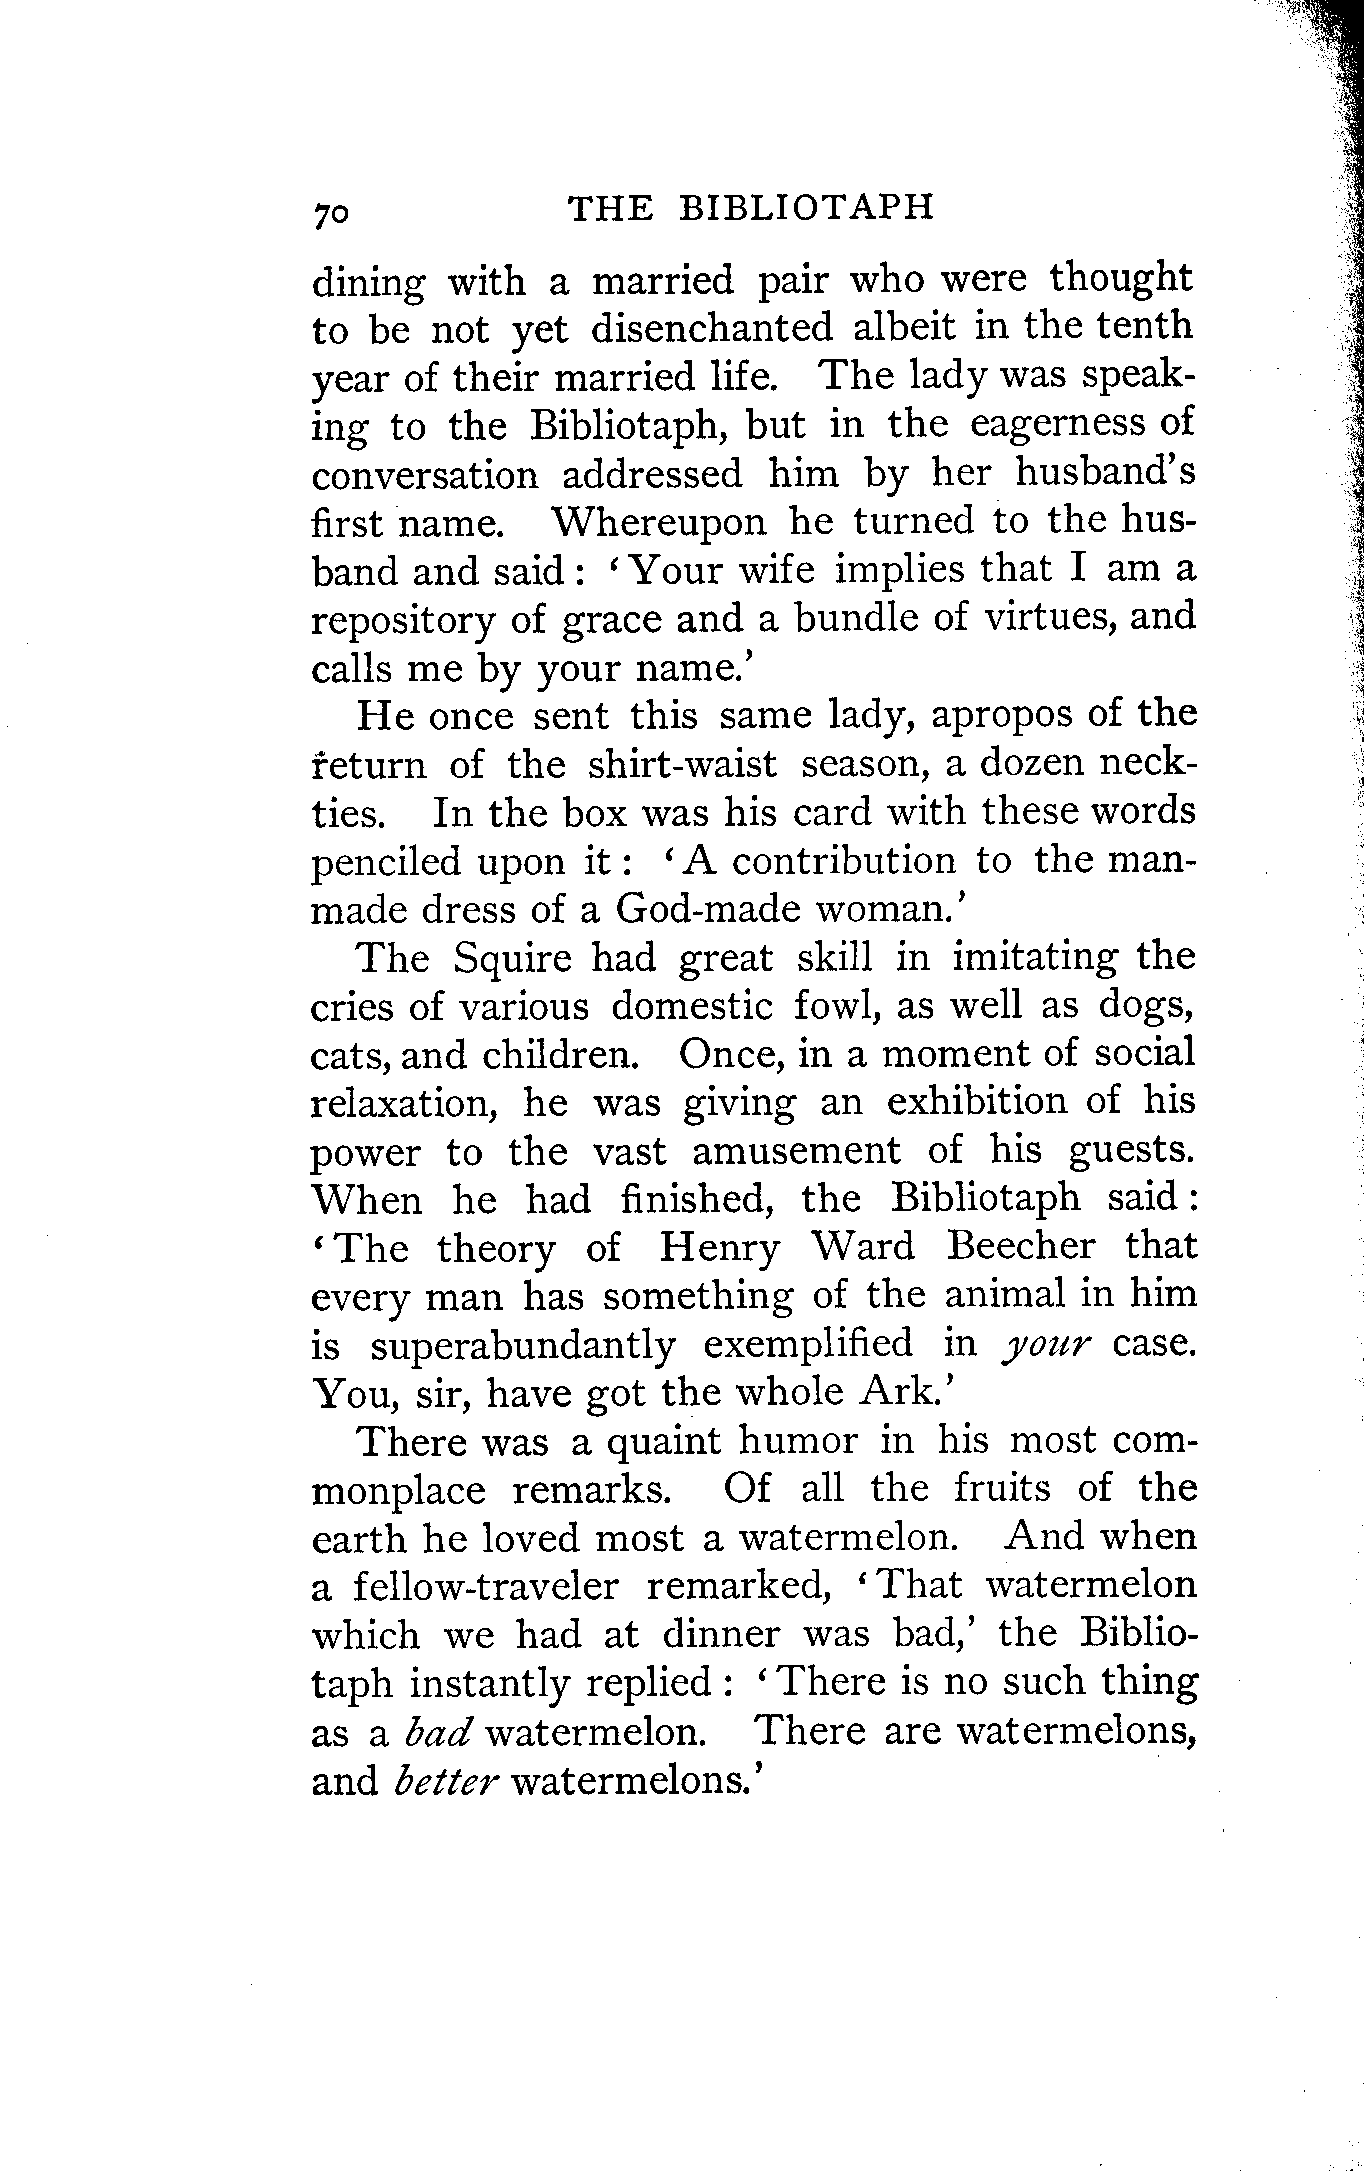 70 THE BIBLIOTAPH
dining with a married pair who were thought
to be not yet disenchanted albeit in the tenth
year of their married life. The lady was speak-
ing to the Bibliotaph, but in the eagerness of
conversation addressed him by her husband's
first name. Whereupon he turned to the hus-
band and said : ‘Your wife implies that I am a
repository of grace and a bundle of virtues, and
calls me by your name.’
He once sent this same lady, apropos of the
return of the shirt-waist season, a dozen neck-
ties. In the box was his card with these words
penciled upon it : ‘A contribution to the man-
made dress of a God-made woman.’
The Squire had great skill in imitating the
cries of various domestic fowl, as well as dogs,
cats, and children. Once, in a moment of social
relaxation, he was giving an exhibition of his
power to the vast amusement of his guests.
When he had finished, the Bibliotaph said :
‘The theory of Henry Ward Beecher that
every man has something of the animal in him
is superabundantly exemplified in your case.
You, sir, have got the whole Ark.’
There was a quaint humor in his most com-
monplace remarks. Of all the fruits of the
earth he loved most a watermelon. And when
a fellow-traveler remarked, ‘That watermelon
which we had at dinner was bad,’ the Biblio-
taph instantly replied : ‘There is no such thing
as a bad watermelon. There are watermelons,
and better watermelons.’